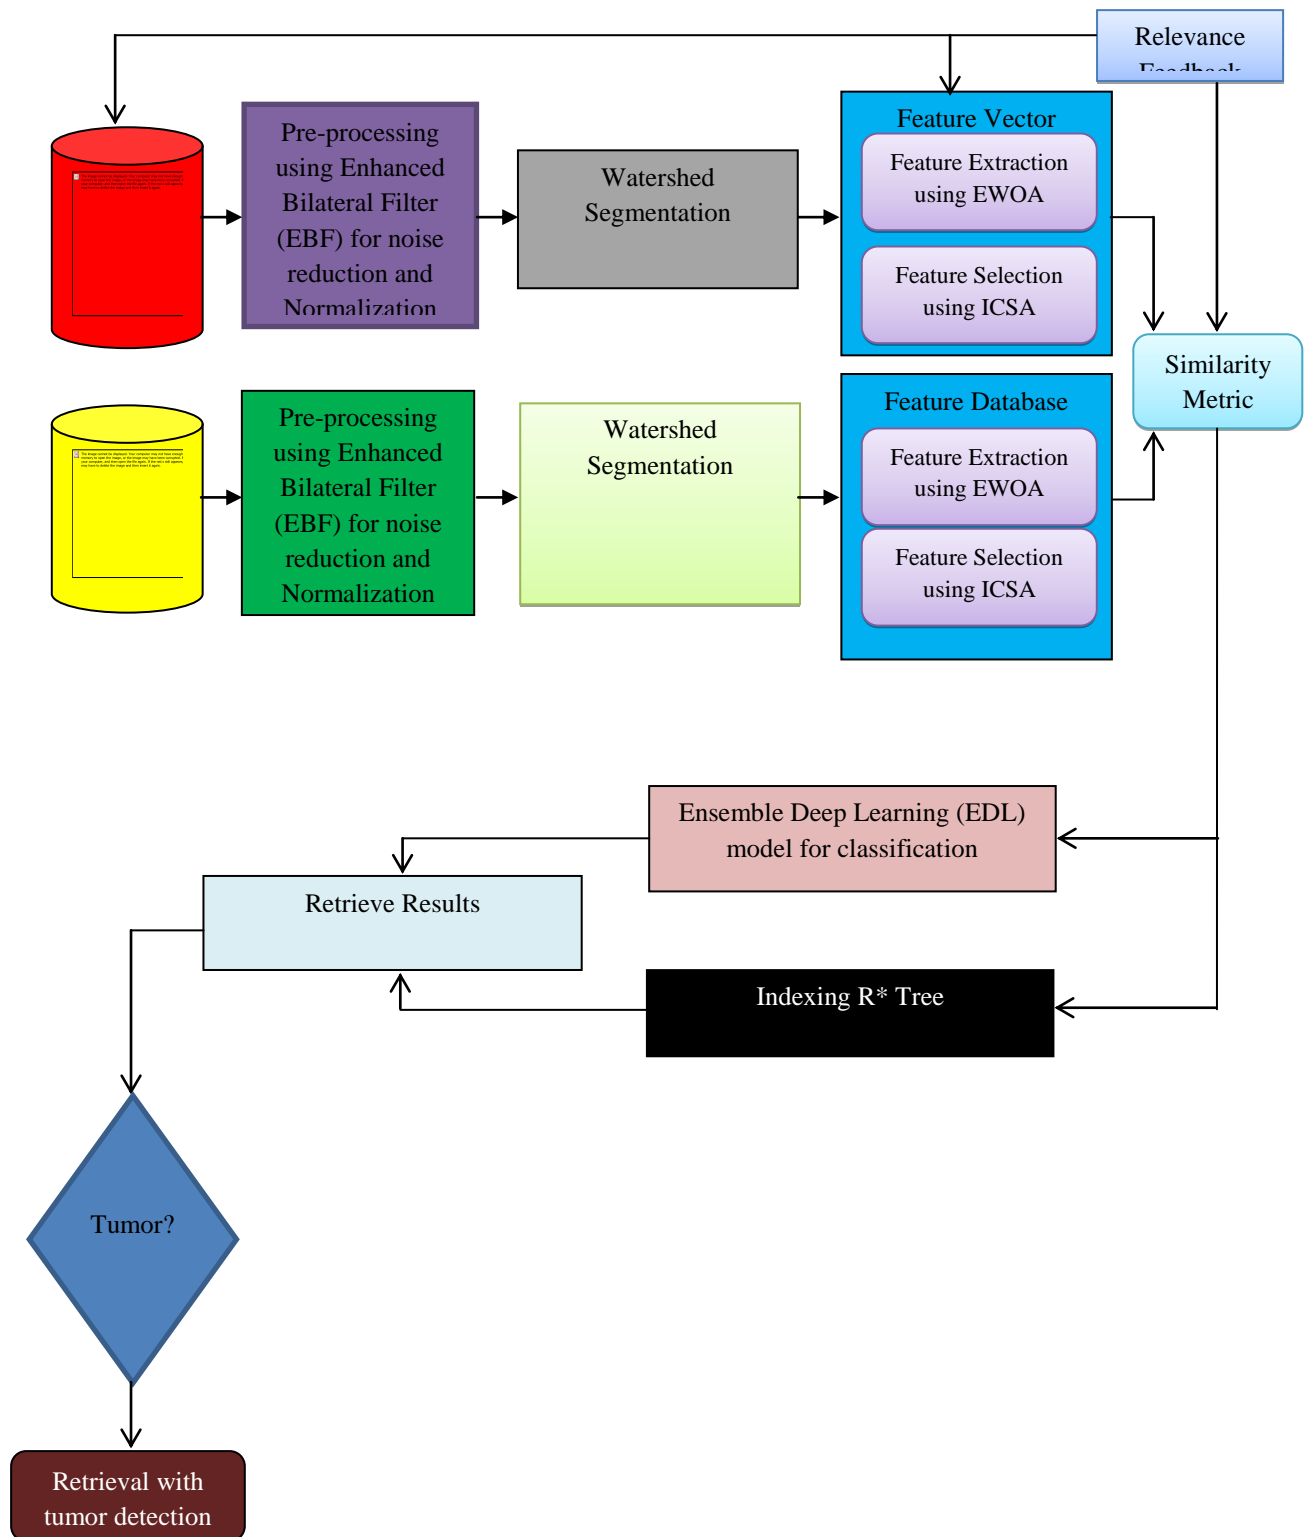 Relevance
Feedback
Pre-processing
using Enhanced
Bilateral Filter
(EBF) for noise
reduction and
Normalization
Watershed
Segmentation
Feature Vector
Feature Extraction
using EWOA
Feature Selection
using ICSA
Similarity
Metric
Pre-processing
using Enhanced
Bilateral Filter
(EBF) for noise
reduction and
Normalization
Watershed
Segmentation
Feature Database
Feature Extraction
using EWOA
Feature Selection
using ICSA
Ensemble Deep Learning (EDL)
model for classification
Retrieve Results
Indexing R* Tree
Tumor?
Retrieval with
tumor detection